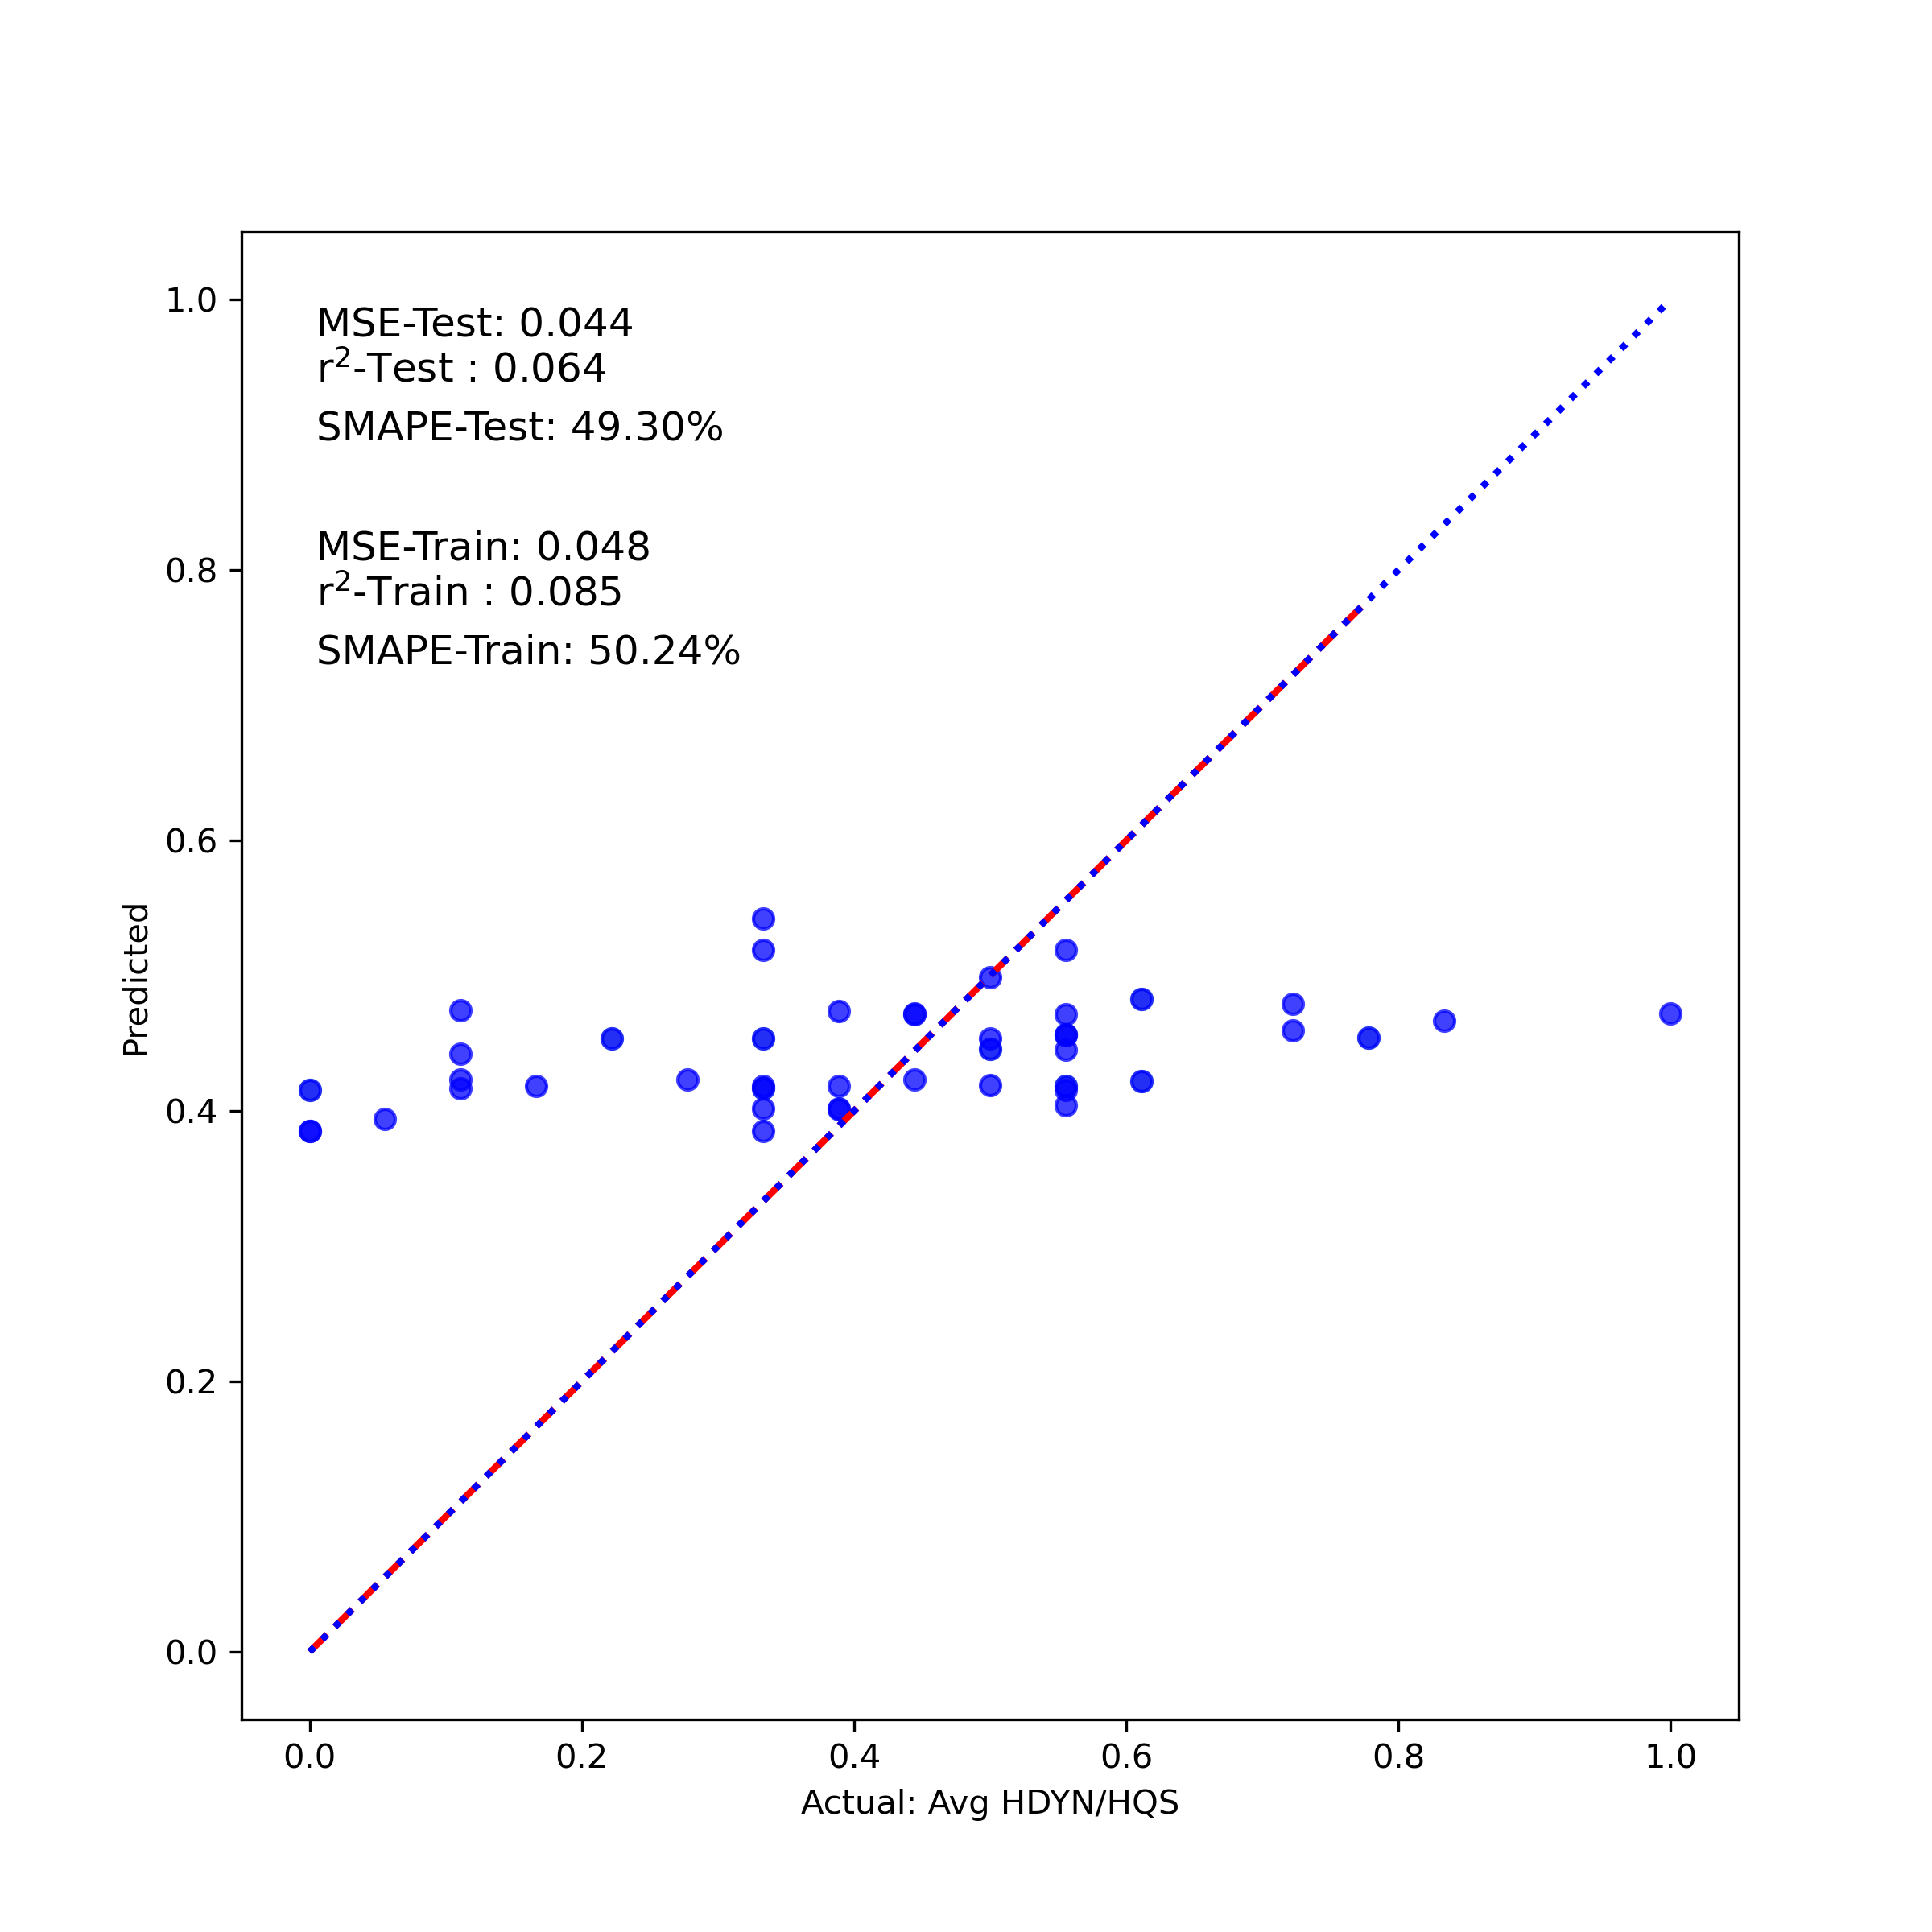 MSE-Test: 0.044
r²-Test : 0.064
SMAPE-Test: 49.30%
MSE-Train: 0.048
r²-Train : 0.085
SMAPE-Train: 50.24%
1.0
0.8
0.6
0.4
0.2
0.0
Predicted
0.0 0.2 0.4 0.6 0.8 1.0
Actual: Avg HDYN/HQS